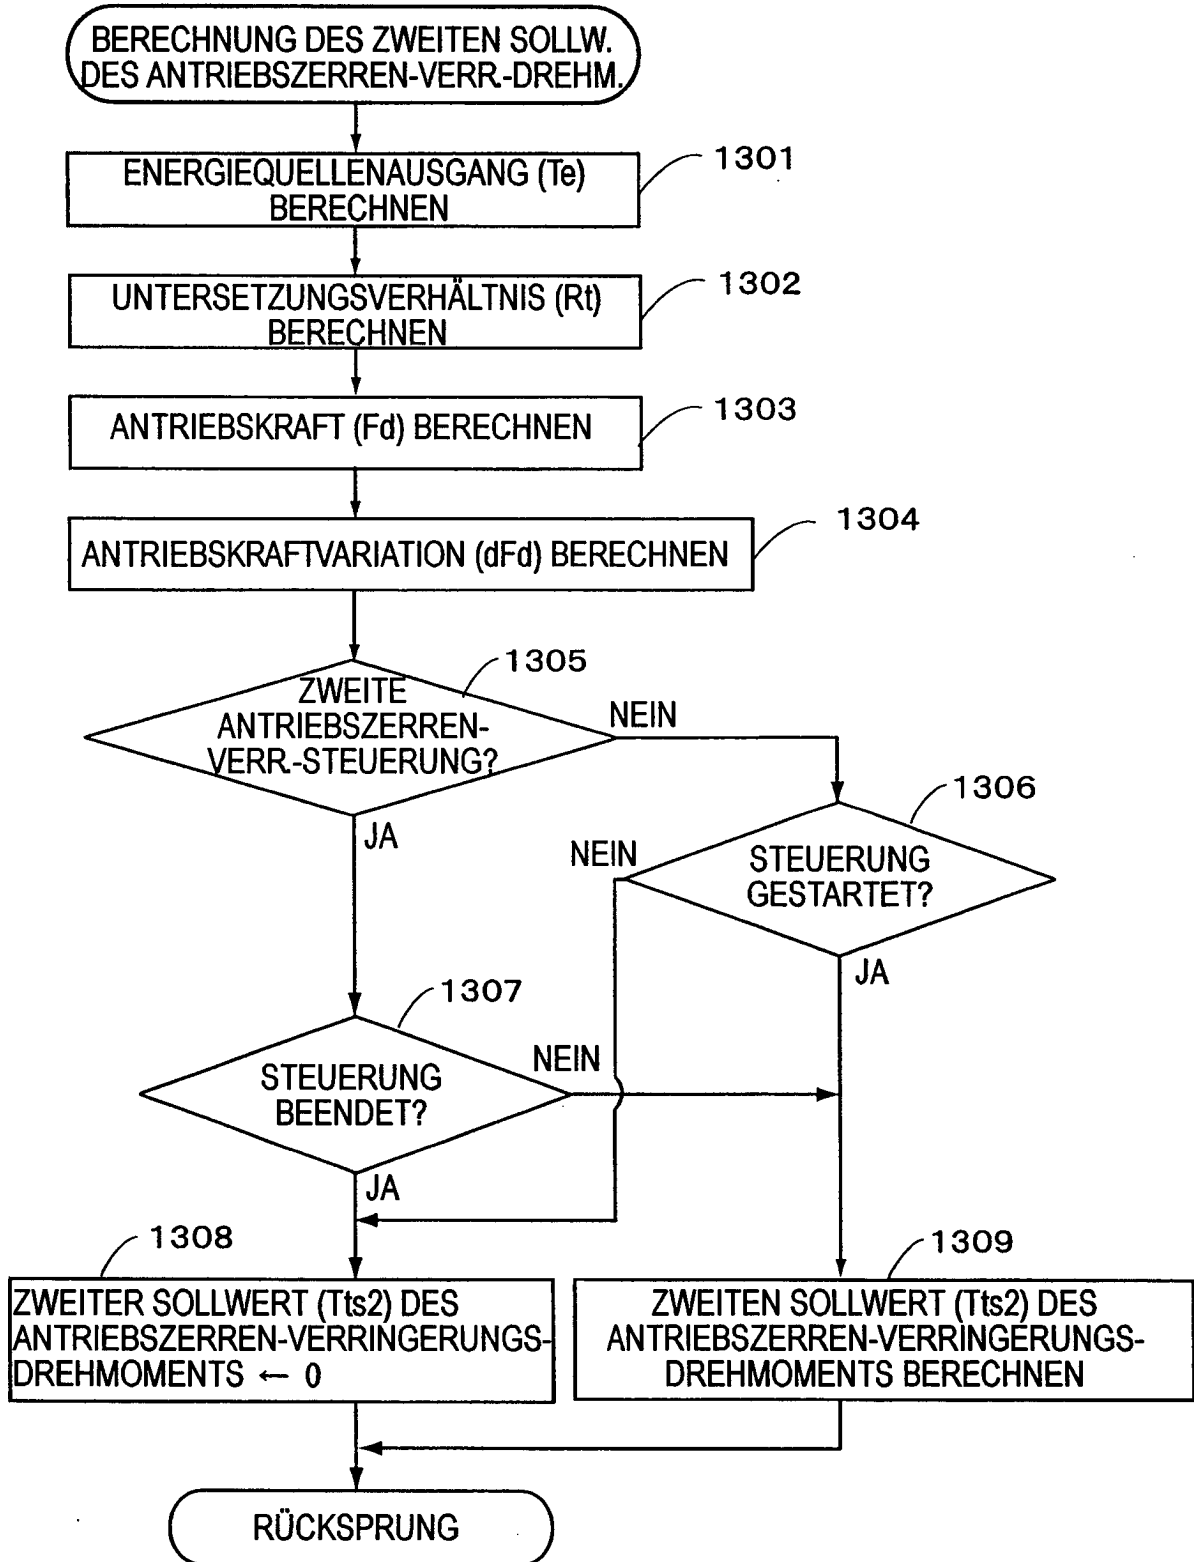 BERECHNUNG DES ZWEITEN SOLLW.
DES ANTRIEBSZERREN-VERR.-DREHM.
ENERGIEQUELLENAUSGANG (Te)
BERECHNEN
1301
UNTERSETZUNGSVERHÄLTNIS (Rt)
BERECHNEN
1302
ANTRIEBSKRAFT (Fd) BERECHNEN
1303
ANTRIEBSKRAFTVARIATION (dFd) BERECHNEN
1304
1305
ZWEITE
ANTRIEBSZERREN-
VERR.-STEUERUNG?
NEIN
JA
1306
STEUERUNG
GESTARTET?
NEIN
JA
1307
STEUERUNG
BEENDET?
NEIN
JA
1308
ZWEITER SOLLWERT (Tts2) DES
ANTRIEBSZERREN-VERRINGERUNGS-
DREHMOMENTS ← 0
1309
ZWEITEN SOLLWERT (Tts2) DES
ANTRIEBSZERREN-VERRINGERUNGS-
DREHMOMENTS BERECHNEN
RÜCKSPRUNG